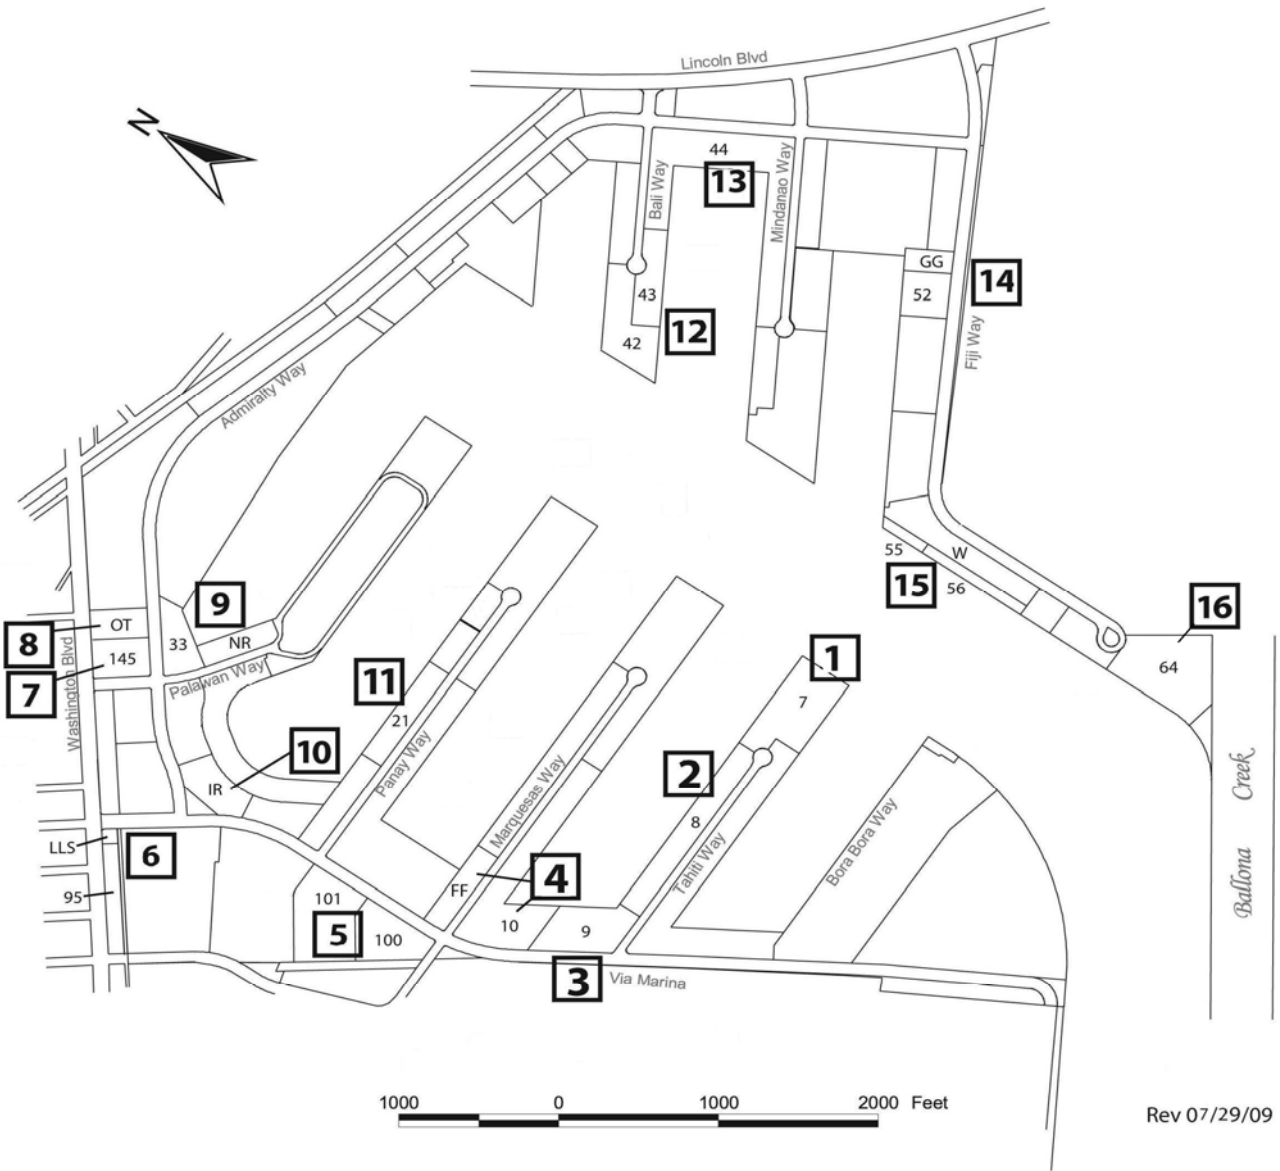 Lincoln Blvd
N
44
13
Bali Way
Mindanao Way
GG
14
52
43
12
42
Fiji Way
Admiralty Way
55
W
15
56
16
9
8
OT
33
NR
145
7
Washington Blvd
Palawan Way
64
1
11
7
21
10
2
Panay Way
IR
Marquesas Way
8
Tahiti Way
Bora Bora Way
Ballona Creek
LLS
6
95
FF
4
101
5
100
10
9
3
Via Marina
1000 0 1000 2000 Feet
Rev 07/29/09